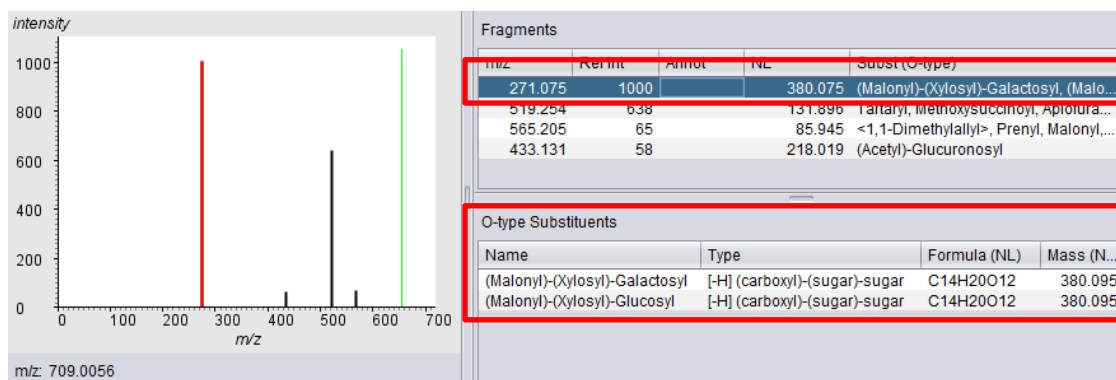 intensity
1000
800
600
400
200
0
0 100 200 300 400 500 600 700
m/z
m/z: 709.0056
Fragments
m/z Rel Int Annot NL Subst (O-type)
271.075 1000 380.075 (Malonyl)-(Xylosyl)-Galactosyl, (Malo...
519.254 638 131.896 Tartaryl, Methoxysuccinoyl, Apiofura...
565.205 65 85.945 <1,1-Dimethylallyl>, Prenyl, Malonyl,...
433.131 58 218.019 (Acetyl)-Glucuronosyl
O-type Substituents
Name Type Formula (NL) Mass (N...
(Malonyl)-(Xylosyl)-Galactosyl [-H] (carboxyl)-(sugar)-sugar C14H20O12 380.095
(Malonyl)-(Xylosyl)-Glucosyl [-H] (carboxyl)-(sugar)-sugar C14H20O12 380.095